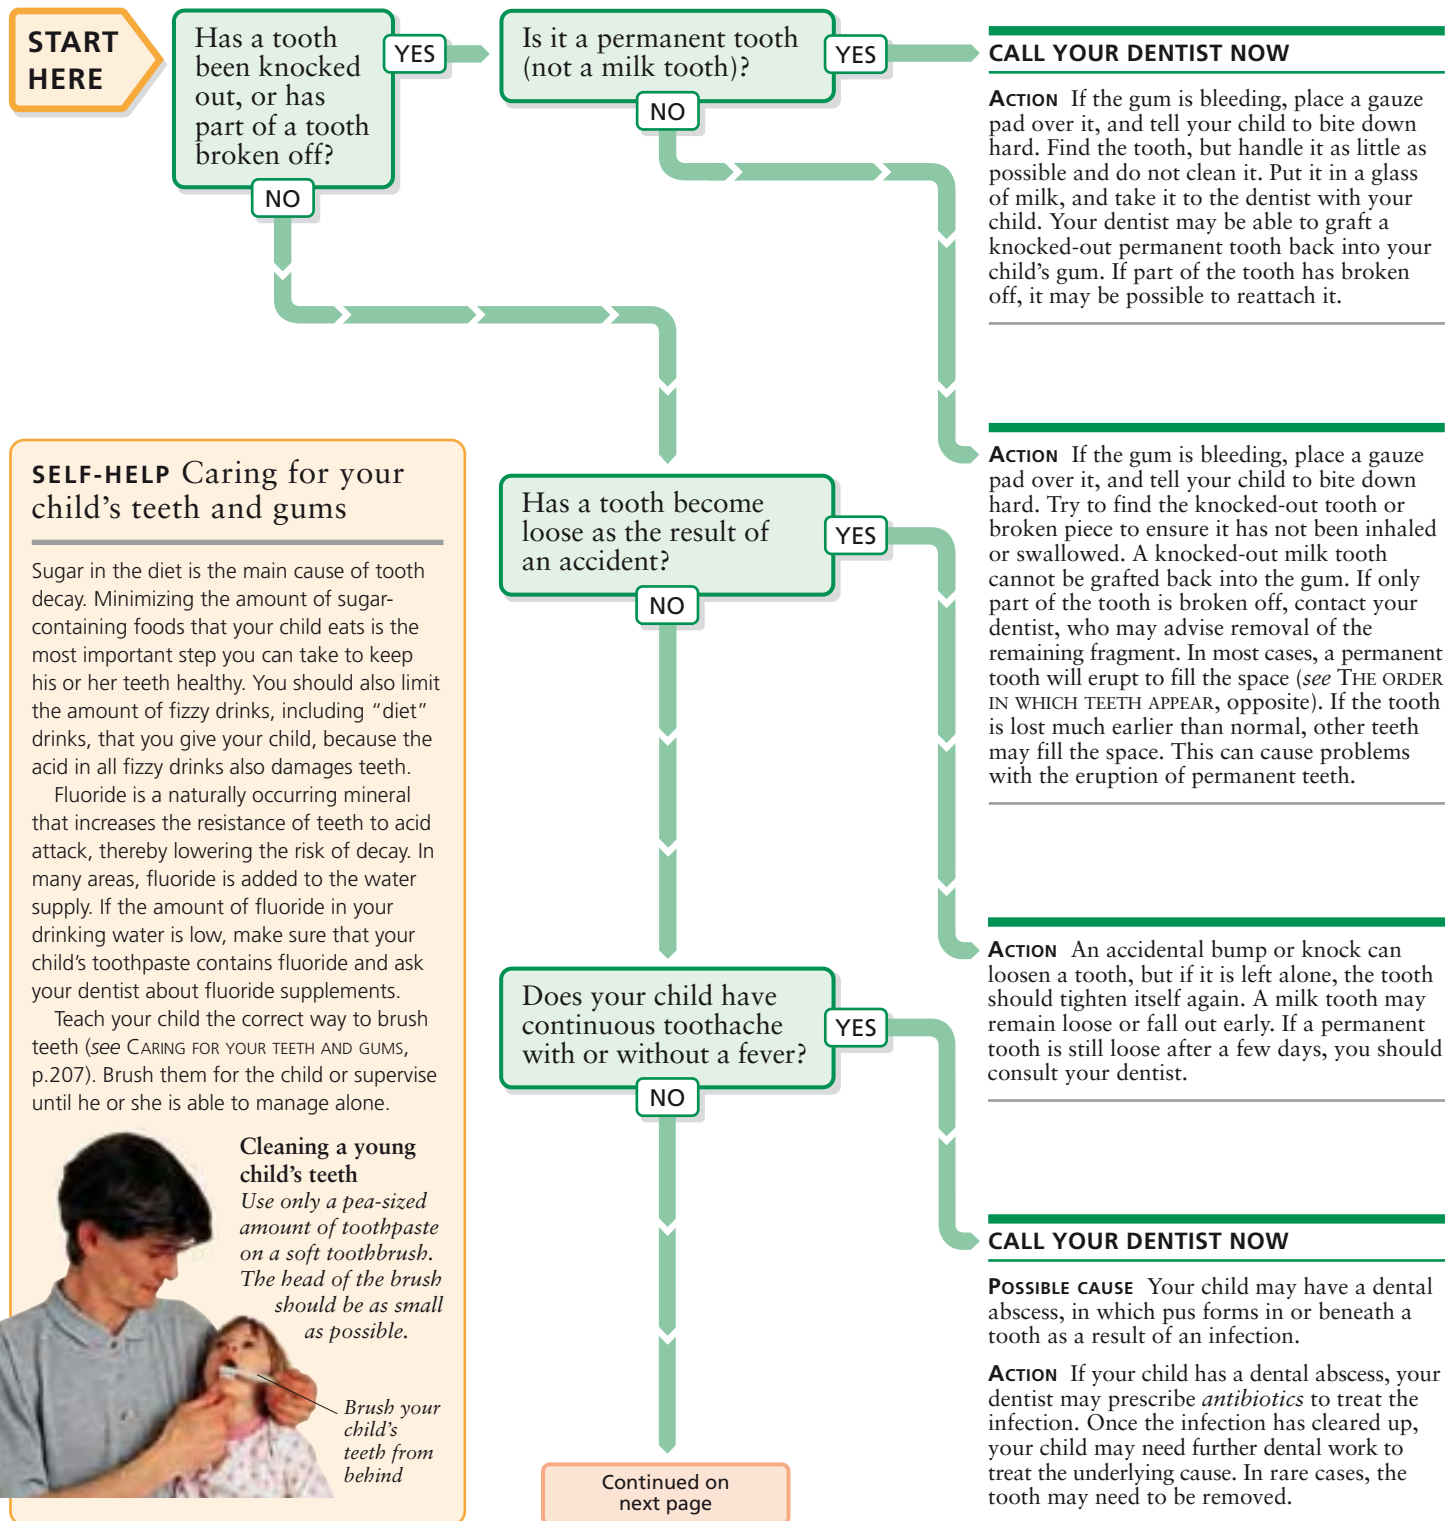 START
HERE
Has a tooth
been knocked
out, or has
part of a tooth
broken off?
YES
NO
Is it a permanent tooth
(not a milk tooth)?
YES
NO
CALL YOUR DENTIST NOW
ACTION If the gum is bleeding, place a gauze
pad over it, and tell your child to bite down
hard. Find the tooth, but handle it as little as
possible and do not clean it. Put it in a glass
of milk, and take it to the dentist with your
child. Your dentist may be able to graft a
knocked-out permanent tooth back into your
child's gum. If part of the tooth has broken
off, it may be possible to reattach it.
ACTION If the gum is bleeding, place a gauze
pad over it, and tell your child to bite down
hard. Try to find the knocked-out tooth or
broken piece to ensure it has not been inhaled
or swallowed. A knocked-out milk tooth
cannot be grafted back into the gum. If only
part of the tooth is broken off, contact your
dentist, who may advise removal of the
remaining fragment. In most cases, a permanent
tooth will erupt to fill the space (see THE ORDER
IN WHICH TEETH APPEAR, opposite). If the tooth
is lost much earlier than normal, other teeth
may fill the space. This can cause problems
with the eruption of permanent teeth.
Has a tooth become
loose as the result of
an accident?
YES
NO
ACTION An accidental bump or knock can
loosen a tooth, but if it is left alone, the tooth
should tighten itself again. A milk tooth may
remain loose or fall out early. If a permanent
tooth is still loose after a few days, you should
consult your dentist.
Does your child have
continuous toothache
with or without a fever?
YES
NO
CALL YOUR DENTIST NOW
POSSIBLE CAUSE Your child may have a dental
abscess, in which pus forms in or beneath a
tooth as a result of an infection.
ACTION If your child has a dental abscess, your
dentist may prescribe antibiotics to treat the
infection. Once the infection has cleared up,
your child may need further dental work to
treat the underlying cause. In rare cases, the
tooth may need to be removed.
Continued on
next page
SELF-HELP Caring for your
child's teeth and gums
Sugar in the diet is the main cause of tooth
decay. Minimizing the amount of sugar-
containing foods that your child eats is the
most important step you can take to keep
his or her teeth healthy. You should also limit
the amount of fizzy drinks, including "diet"
drinks, that you give your child, because the
acid in all fizzy drinks also damages teeth.
Fluoride is a naturally occurring mineral
that increases the resistance of teeth to acid
attack, thereby lowering the risk of decay. In
many areas, fluoride is added to the water
supply. If the amount of fluoride in your
drinking water is low, make sure that your
child's toothpaste contains fluoride and ask
your dentist about fluoride supplements.
Teach your child the correct way to brush
teeth (see CARING FOR YOUR TEETH AND GUMS,
p.207). Brush them for the child or supervise
until he or she is able to manage alone.
Cleaning a young
child's teeth
Use only a pea-sized
amount of toothpaste
on a soft toothbrush.
The head of the brush
should be as small
as possible.
Brush your
child's
teeth from
behind